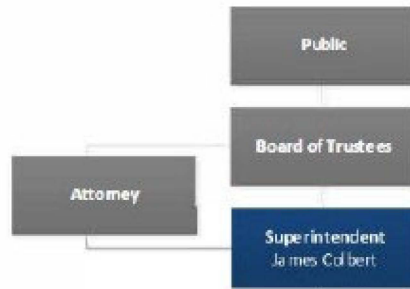 Public
Board of Trustees
Attorney
Superintendent
James Colbert